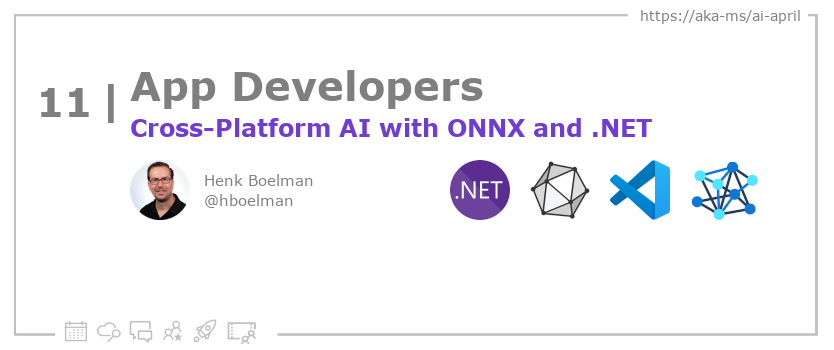 https://aka-ms/ai-april
11 |
App Developers
Cross-Platform AI with ONNX and .NET
Henk Boelman
@hboelman
.NET